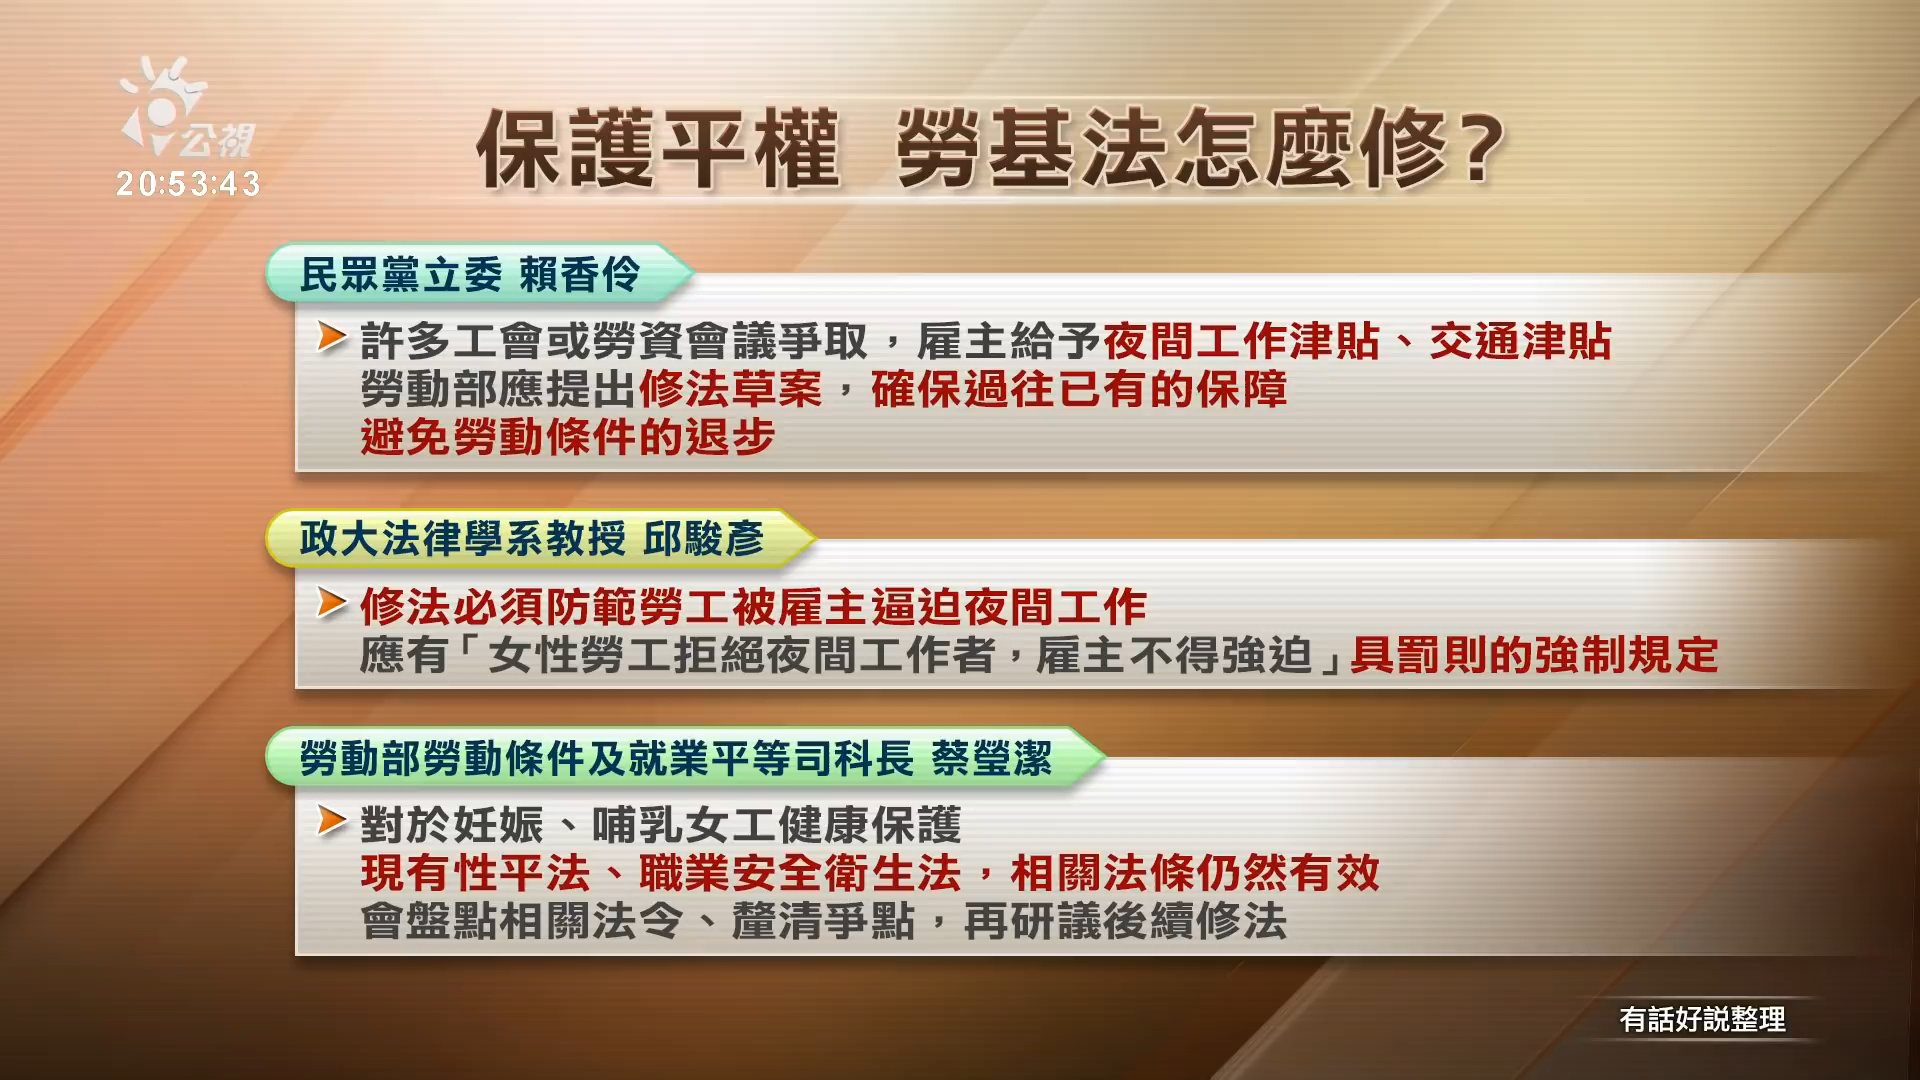 公視
20:53:43
保護平權 勞基法怎麼修?
民眾黨立委 賴香伶
許多工會或勞資會議爭取，雇主給予夜間工作津貼、交通津貼
勞動部應提出修法草案，確保過往已有的保障
避免勞動條件的退步
政大法律學系教授 邱駿彥
修法必須防範勞工被雇主逼迫夜間工作
應有「女性勞工拒絕夜間工作者，雇主不得強迫」具罰則的強制規定
勞動部勞動條件及就業平等司科長 蔡瑩潔
對於妊娠、哺乳女工健康保護
現有性平法、職業安全衛生法，相關法條仍然有效
會盤點相關法令、釐清爭點，再研議後續修法
有話好説整理